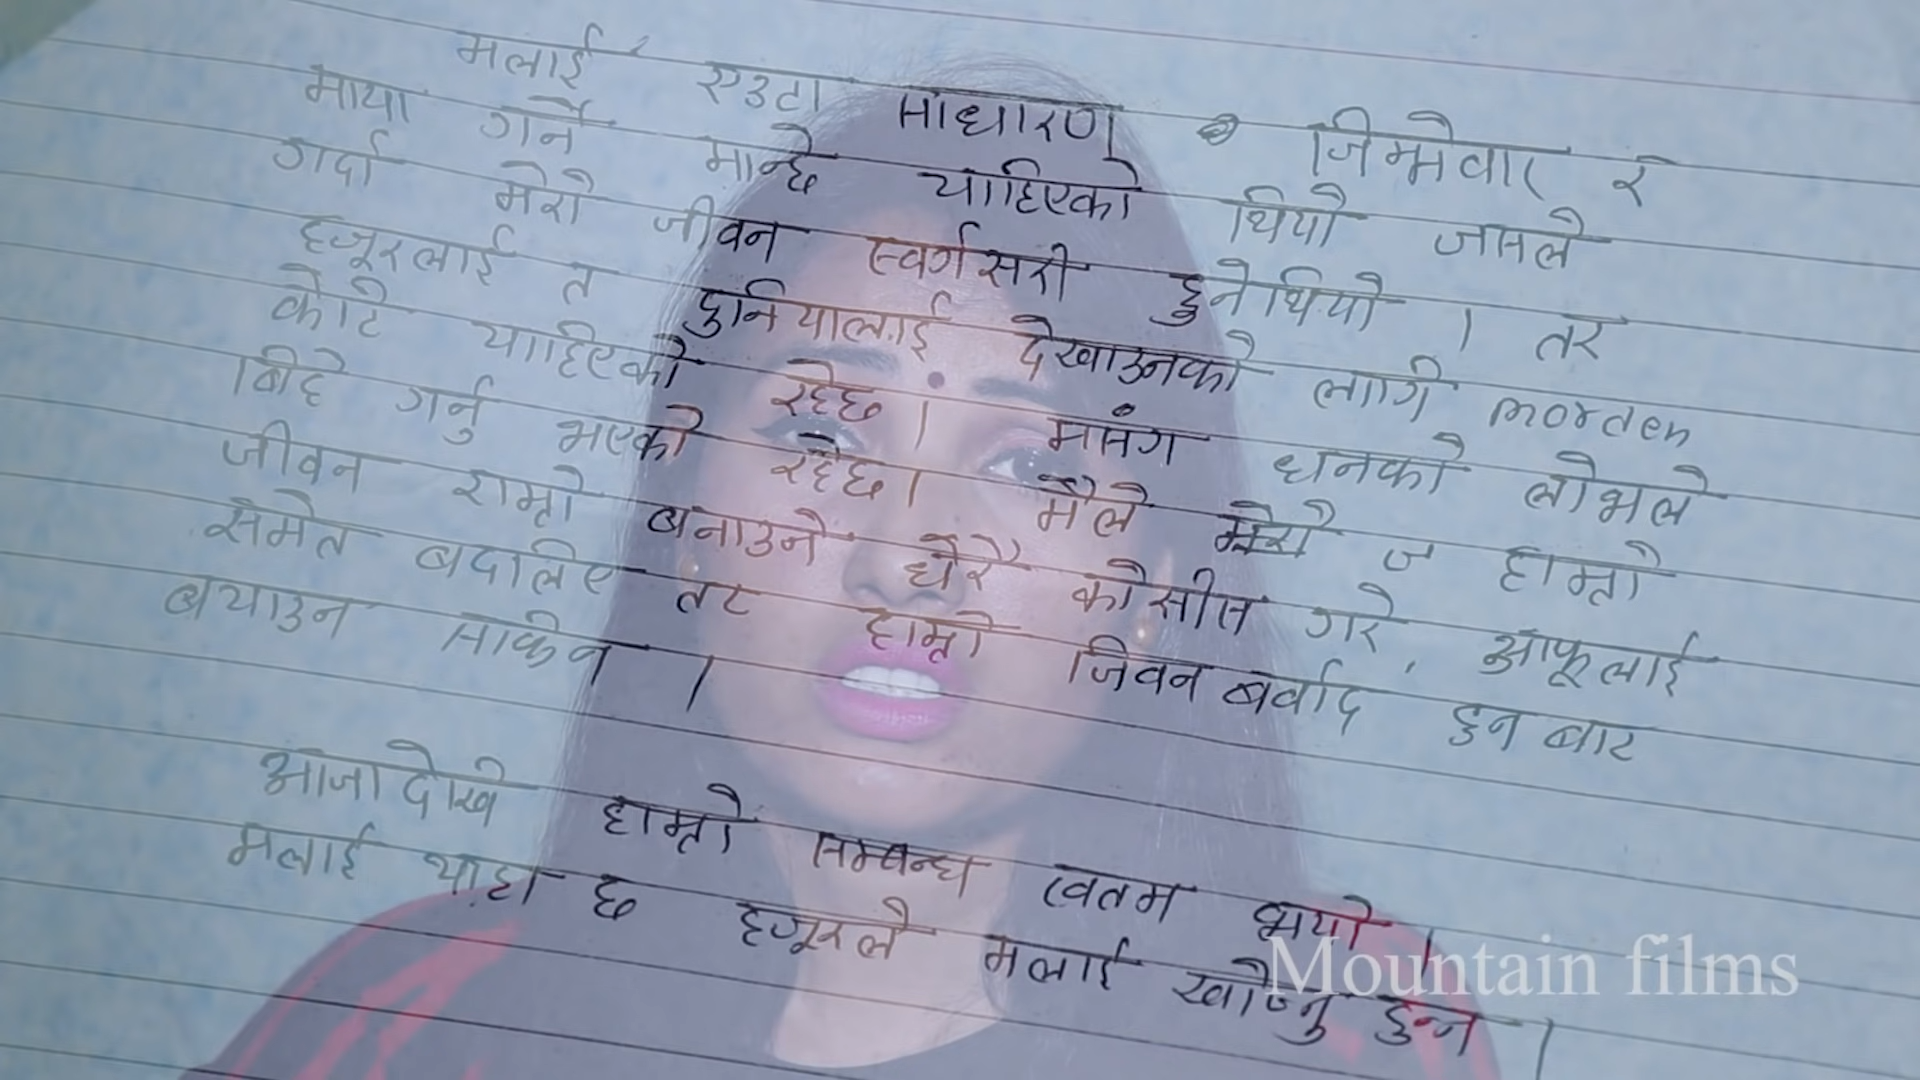 मलाई एउटा साधारण जिम्मेवार र
माया गर्ने मान्छे चाहिएको थियो जसले
गर्दा मेरो जीवन स्वर्ग सरी हुनेथियो । तर
हजूरलाई त दुनियालाई देखाउनको लागि morden
केटि चाहिएको रहेछ । मसंग धनको लोभले
बिहे गर्नु भएको रहेछ । मैले हाम्रो
जीवन राम्रो बनाउने धेरै कोसीस गरे, आफूलाई
समेत बदालिए तर हाम्रो जिवन बर्वाद हुन बाट
बचाउन सकिन ।
आजा देखि हाम्रो सम्बन्ध खतम भयो ।
मलाई थाहा छ हजूरले मलाई खोज्नु हुन्न ।
Mountain films